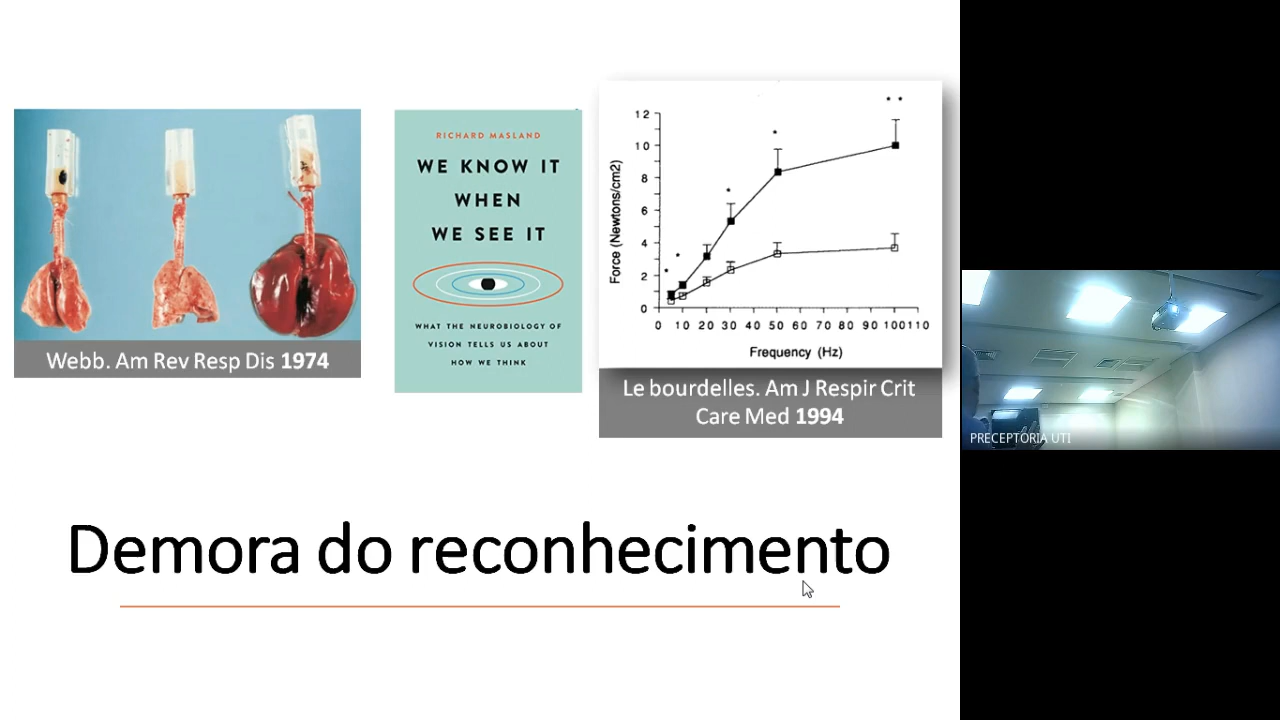 Webb. Am Rev Resp Dis 1974
RICHARD MASLAND
WE KNOW IT
WHEN
WE SEE IT
WHAT THE NEUROBIOLOGY OF
VISION TELLS US ABOUT
HOW WE THINK
Force (Newtons/cm2)
12
10
8
6
4
2
0
0 10 20 30 40 50 60 70 80 90 100 110
Frequency (Hz)
Le bourdelles. Am J Respir Crit
Care Med 1994
Demora do reconhecimento
PRECEPTORIA UTI